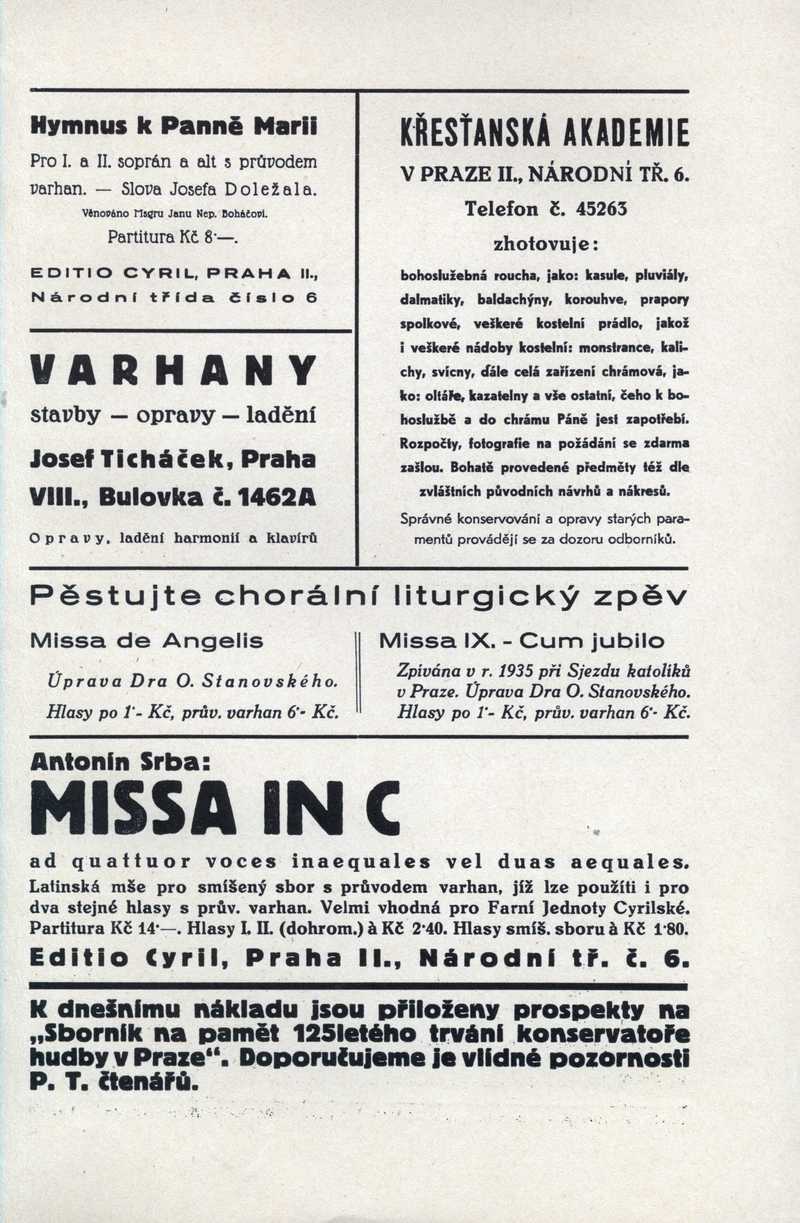 Hymnus k Panně Marii
Pro I. a II. soprán a alt s průvodem
varhan. — Slova Josefa Doležala.
Věnováno Msgru Janu Nep. Boháčovi.
Partitura Kč 8·—.
EDITIO CYRIL, PRAHA II.,
Národní třída číslo 6
VARHANY
stavby — opravy — ladění
Josef Ticháček, Praha
VIII., Bulovka č. 1462A
Opravy, ladění harmonií a klavírů
KŘESŤANSKÁ AKADEMIE
V PRAZE II., NÁRODNÍ TŘ. 6.
Telefon č. 45263
zhotovuje:
bohoslužebná roucha, jako: kasule, pluviály,
dalmatiky, baldachýny, korouhve, prapory
spolkové, veškeré kostelní prádlo, jakož
i veškeré nádoby kostelní: monstrance, kali-
chy, svícny, dále celá zařízení chrámová, ja-
ko: oltáře, kazatelny a vše ostatní, čeho k bo-
hoslužbě a do chrámu Páně jest zapotřebí.
Rozpočty, fotografie na požádání se zdarma
zašlou. Bohatě provedené předměty též dle
zvláštních původních návrhů a nákresů.
Správné konservování a opravy starých para-
mentů provádějí se za dozoru odborníků.
Pěstujte chorální liturgický zpěv
Missa de Angelis
Úprava Dra O. Stanovského.
Hlasy po 1·- Kč, prův. varhan 6·- Kč.
Missa IX. - Cum jubilo
Zpívána v r. 1935 při Sjezdu katolíků
v Praze. Úprava Dra O. Stanovského.
Hlasy po 1·- Kč, prův. varhan 6·- Kč.
Antonín Srba:
MISSA IN C
ad quattuor voces inaequales vel duas aequales.
Latinská mše pro smíšený sbor s průvodem varhan, jíž lze použíti i pro
dva stejné hlasy s prův. varhan. Velmi vhodná pro Farní Jednoty Cyrilské.
Partitura Kč 14·—. Hlasy I. II. (dohrom.) à Kč 2·40. Hlasy smíš. sboru à Kč 1·80.
Editio Cyril, Praha II., Národní tř. č. 6.
K dnešnímu nákladu jsou přiloženy prospekty na
„Sborník na pamět 125letého trvání konservatoře
hudby v Praze“. Doporučujeme je vlídné pozornosti
P. T. čtenářů.